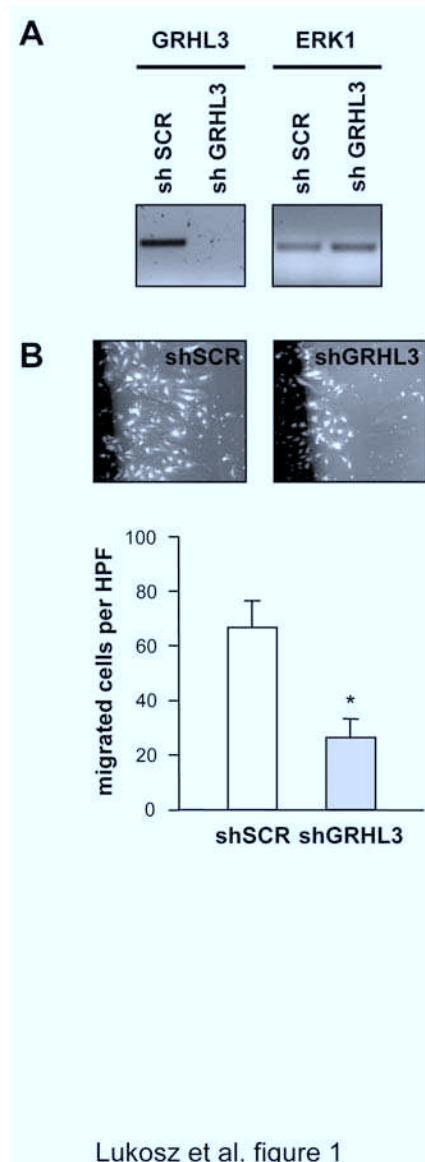 A
GRHL3 ERK1
sh SCR
sh GRHL3
sh SCR
sh GRHL3
B
shSCR shGRHL3
migrated cells per HPF
100
80
60
40
20
0
*
shSCR shGRHL3
Lukosz et al. figure 1